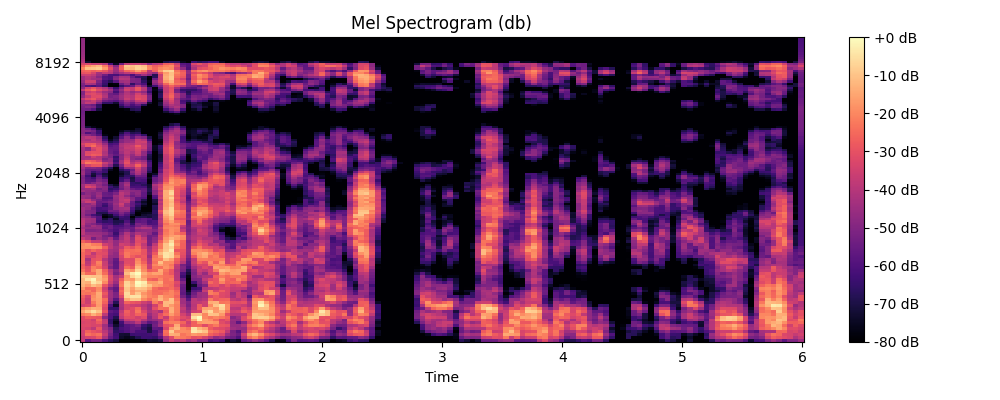 Mel Spectrogram (db)
8192
4096
2048
1024
512
0
Hz
0 1 2 3 4 5 6
Time
+0 dB
-10 dB
-20 dB
-30 dB
-40 dB
-50 dB
-60 dB
-70 dB
-80 dB